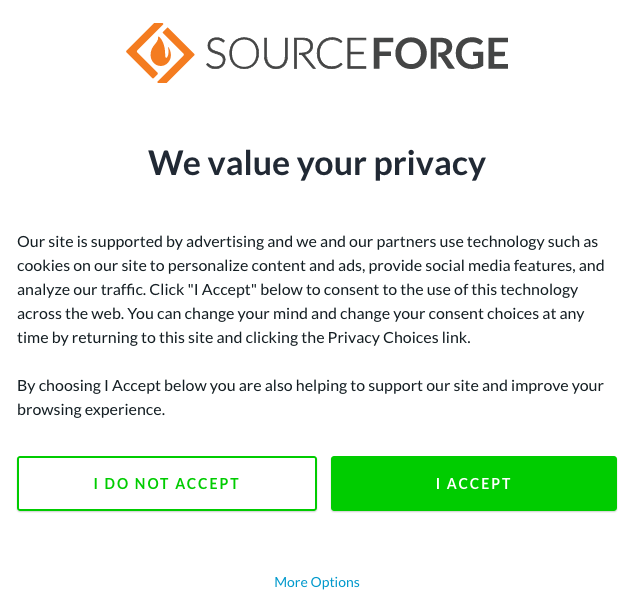 SOURCEFORGE
We value your privacy
Our site is supported by advertising and we and our partners use technology such as
cookies on our site to personalize content and ads, provide social media features, and
analyze our traffic. Click "I Accept" below to consent to the use of this technology
across the web. You can change your mind and change your consent choices at any
time by returning to this site and clicking the Privacy Choices link.
By choosing I Accept below you are also helping to support our site and improve your
browsing experience.
I DO NOT ACCEPT
I ACCEPT
More Options